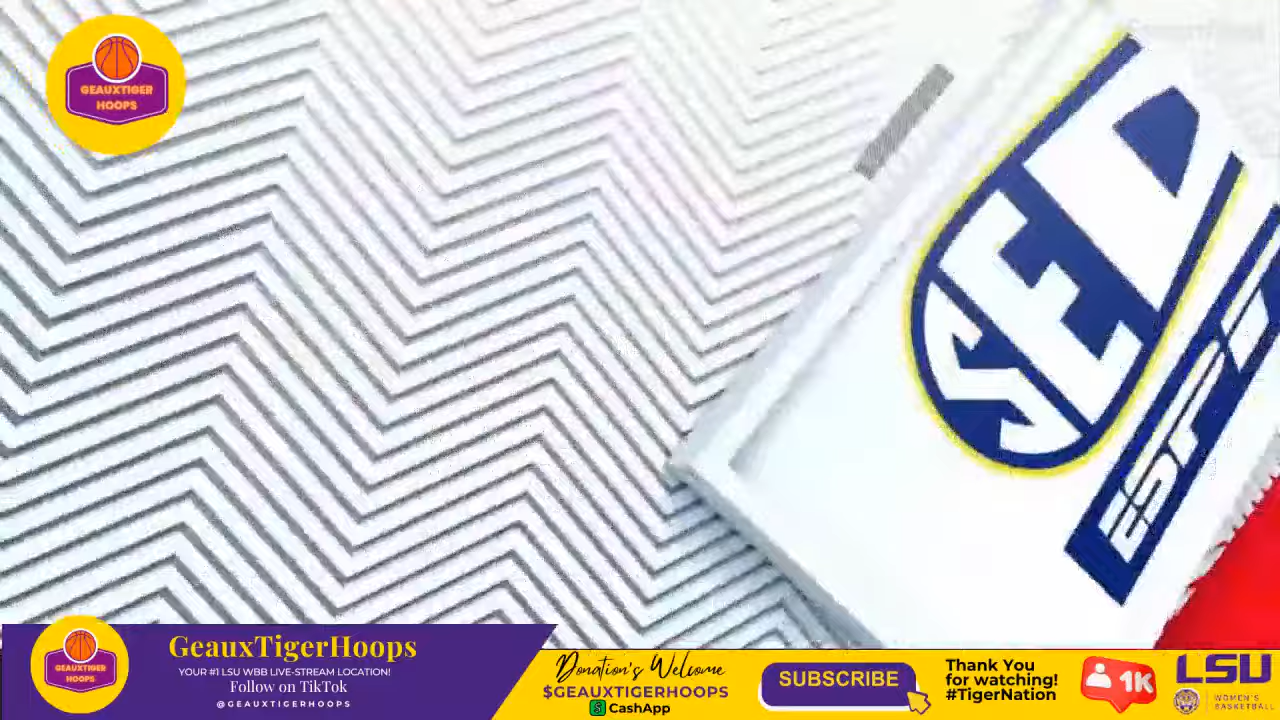 GEAUXTIGER
HOOPS
SE
GEAUXTIGER
HOOPS
GeauxTigerHoops
YOUR #1 LSU WBB LIVE-STREAM LOCATION!
Follow on TikTok
@GEAUXTIGERHOOPS
Donation's Welcome
$GEAUXTIGERHOOPS
CashApp
SUBSCRIBE
Thank You
for watching!
#TigerNation
1K
LSU
WOMEN'S
BASKETBALL